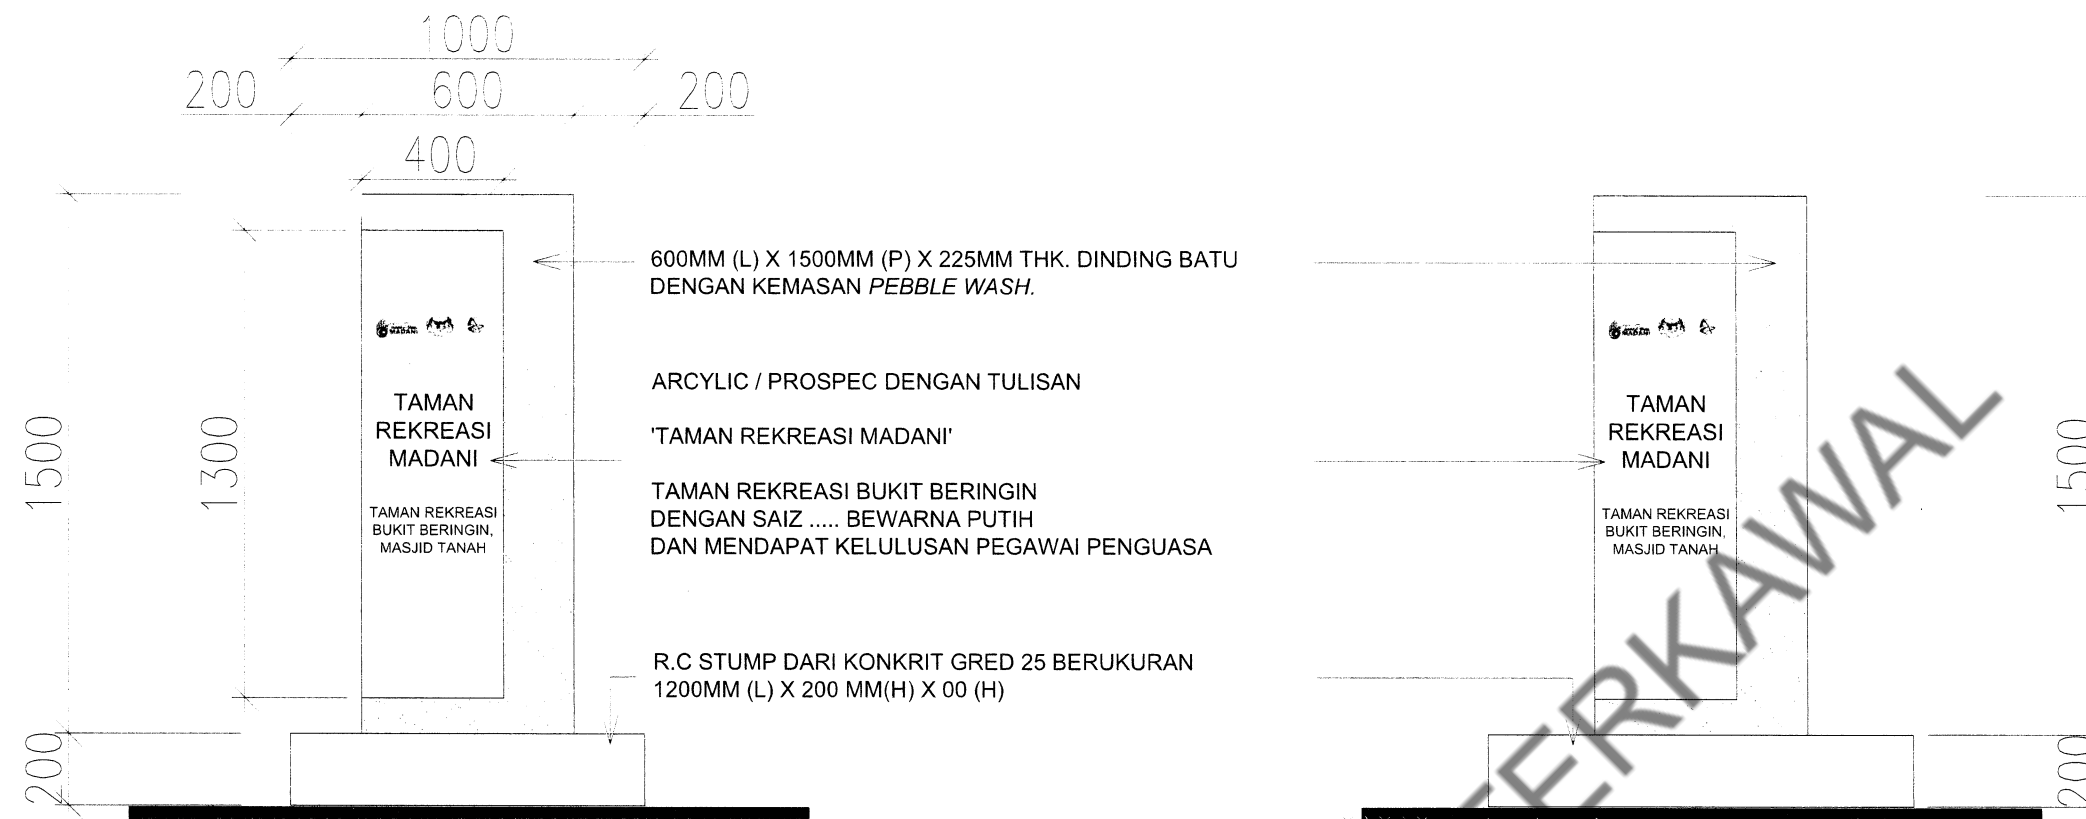 1000
200
600
200
400
1500
1300
200
MADANI
TAMAN
REKREASI
MADANI
TAMAN REKREASI
BUKIT BERINGIN,
MASJID TANAH
600MM (L) X 1500MM (P) X 225MM THK. DINDING BATU
DENGAN KEMASAN PEBBLE WASH.
ARCYLIC / PROSPEC DENGAN TULISAN
'TAMAN REKREASI MADANI'
TAMAN REKREASI BUKIT BERINGIN
DENGAN SAIZ ..... BEWARNA PUTIH
DAN MENDAPAT KELULUSAN PEGAWAI PENGUASA
R.C STUMP DARI KONKRIT GRED 25 BERUKURAN
1200MM (L) X 200 MM(H) X 00 (H)
MADANI
TAMAN
REKREASI
MADANI
TAMAN REKREASI
BUKIT BERINGIN,
MASJID TANAH
1500
200
TERKAWAL